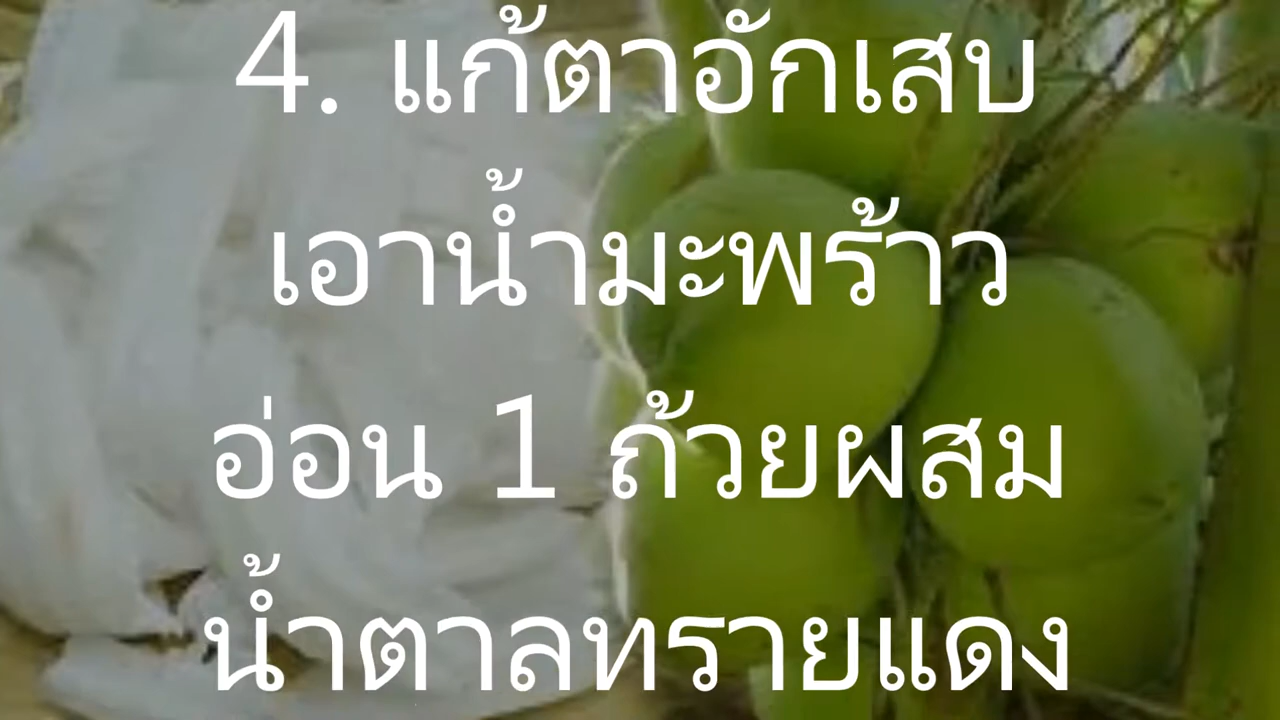 4. แก้ตาอักเสบ
เอาน้ำมะพร้าว
อ่อน 1 ถ้วยผสม
น้ำตาลทรายแดง